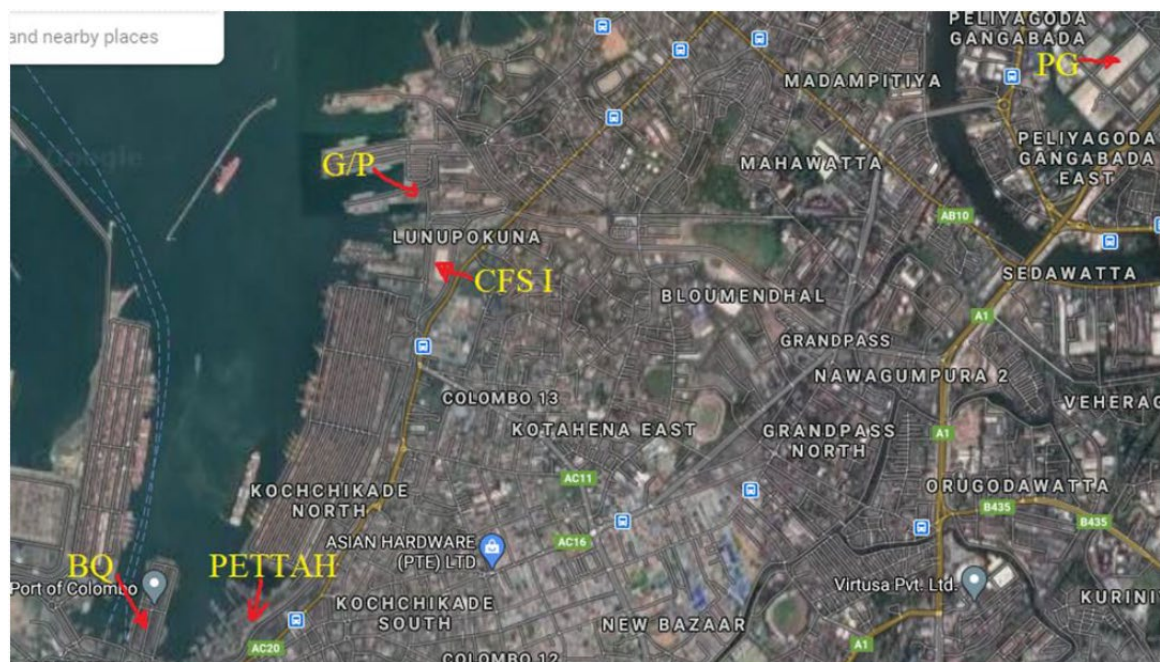 and nearby places
PELIYAGODA
GANGABADA
PG
MADAMPITIYA
G/P
MAHAWATTA
PELIYAGODA
GANGABADA
EAST
AB10
LUNUPOKUNA
CFS I
SEDAWATTA
BLOUMENDHAL
A1
GRANDPASS
NAWAGUMPURA 2
COLOMBO 13
VEHERAG
KOTAHENA EAST
GRANDPASS
NORTH
A1
AC11
KOCHCHIKADE
NORTH
ORUGODAWATTA
B435
B435
ASIAN HARDWARE
(PTE) LTD
AC16
BQ
PETTAH
Port of Colombo
Virtusa Pvt. Ltd.
KOCHCHIKADE
SOUTH
KURINI
NEW BAZAAR
AC20
A1
COLOMBO 12